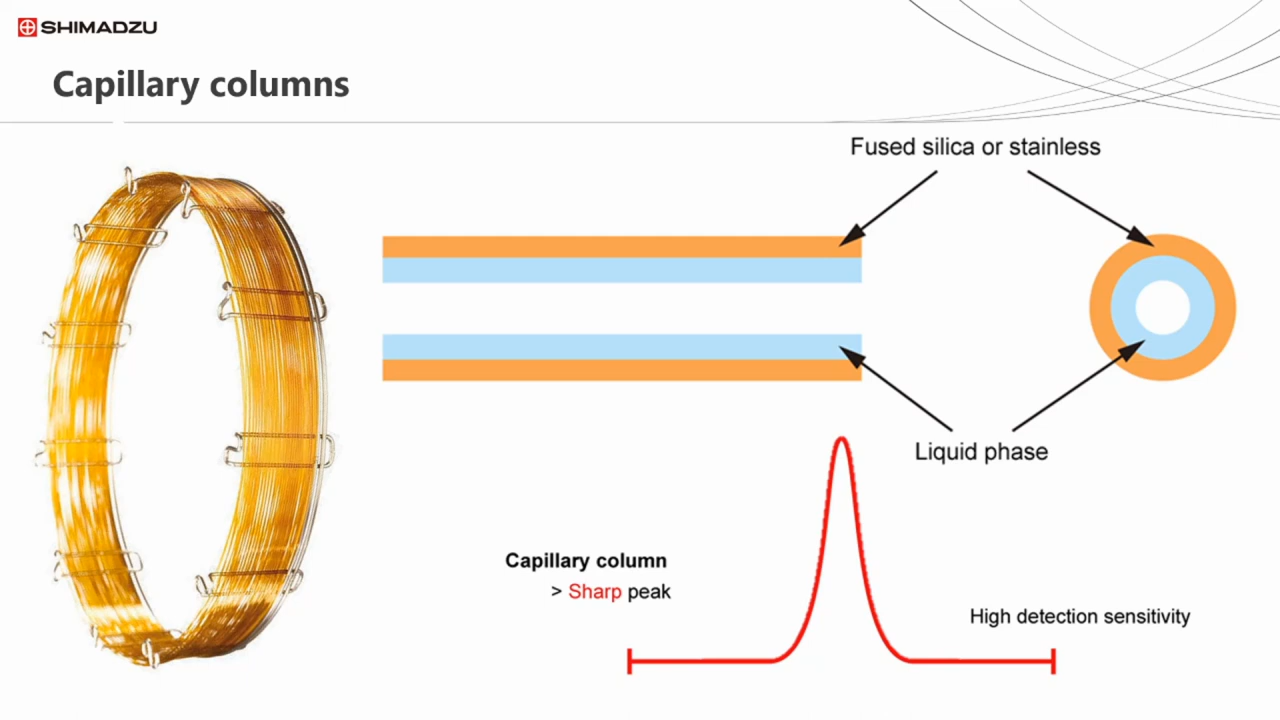 SHIMADZU
Capillary columns
Fused silica or stainless
Liquid phase
Capillary column
> Sharp peak
High detection sensitivity